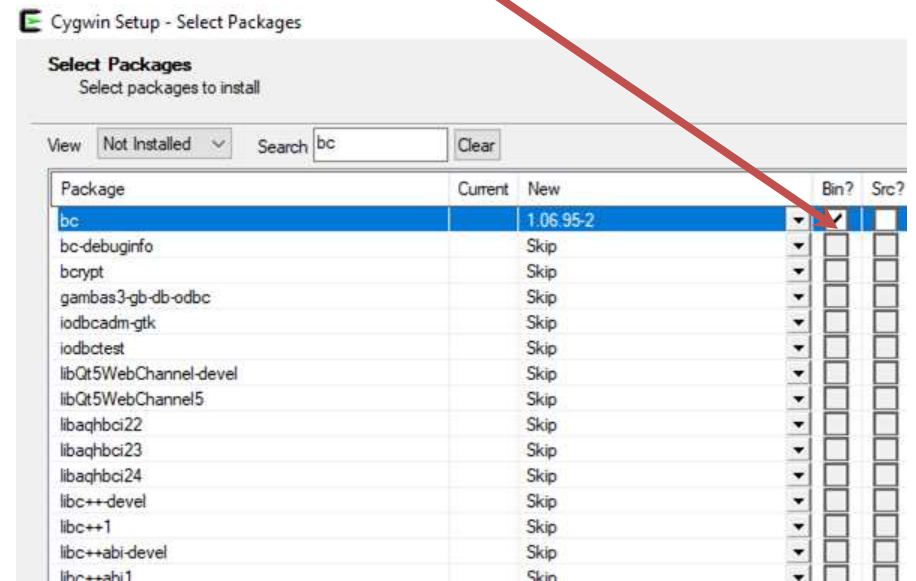 Cygwin Setup - Select Packages
Select Packages
Select packages to install
View Not Installed Search bc Clear
Package Current New Bin? Src?
bc 1.06.95-2
bc-debuginfo Skip
bcrypt Skip
gambas3-gb-db-odbc Skip
iodbcadm-gtk Skip
iodbctest Skip
libQt5WebChannel-devel Skip
libQt5WebChannel5 Skip
libaqhbci22 Skip
libaqhbci23 Skip
libaqhbci24 Skip
libc++-devel Skip
libc++1 Skip
libc++abi-devel Skip
libc++abi1 Skip